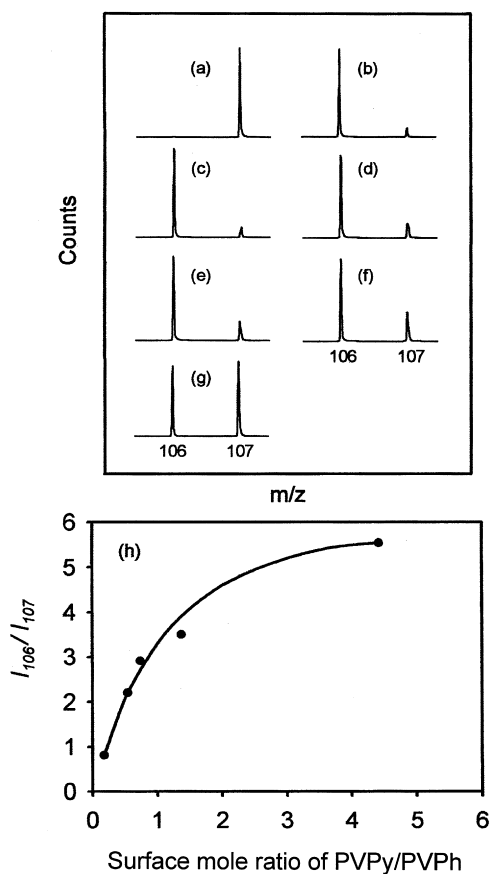 (a) (b)
(c) (d)
(e) (f)
106 107
(g)
106 107
Counts
m/z
6
5
4
3
2
1
0
(h)
I106/I107
0 1 2 3 4 5 6
Surface mole ratio of PVPy/PVPh